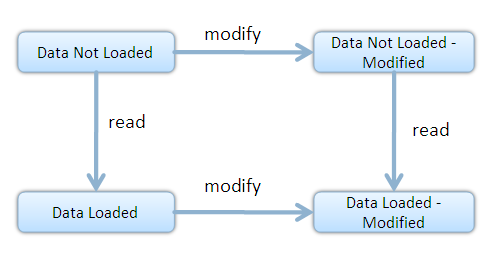 modify
Data Not Loaded
Data Not Loaded -
Modified
read
read
modify
Data Loaded
Data Loaded -
Modified